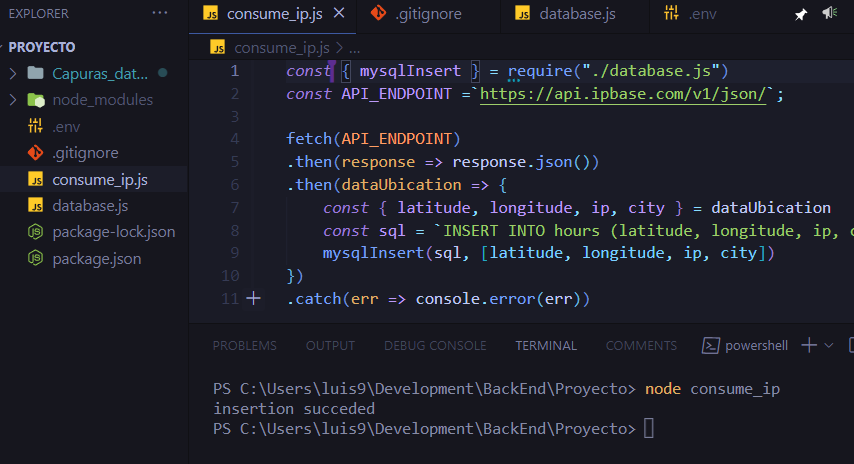 EXPLORER ...
PROYECTO
Capuras_dat...
node_modules
.env
.gitignore
JS consume_ip.js
JS database.js
package-lock.json
package.json
JS consume_ip.js .gitignore JS database.js .env
JS consume_ip.js > ...
1 const { mysqlInsert } = require("./database.js")
2 const API_ENDPOINT =`https://api.ipbase.com/v1/json/`;
3
4 fetch(API_ENDPOINT)
5 .then(response => response.json())
6 .then(dataUbication => {
7 const { latitude, longitude, ip, city } = dataUbication
8 const sql = `INSERT INTO hours (latitude, longitude, ip, c
9 mysqlInsert(sql, [latitude, longitude, ip, city])
10 })
11 .catch(err => console.error(err))
PROBLEMS OUTPUT DEBUG CONSOLE TERMINAL COMMENTS powershell
PS C:\Users\luis9\Development\BackEnd\Proyecto> node consume_ip
insertion succeded
PS C:\Users\luis9\Development\BackEnd\Proyecto>